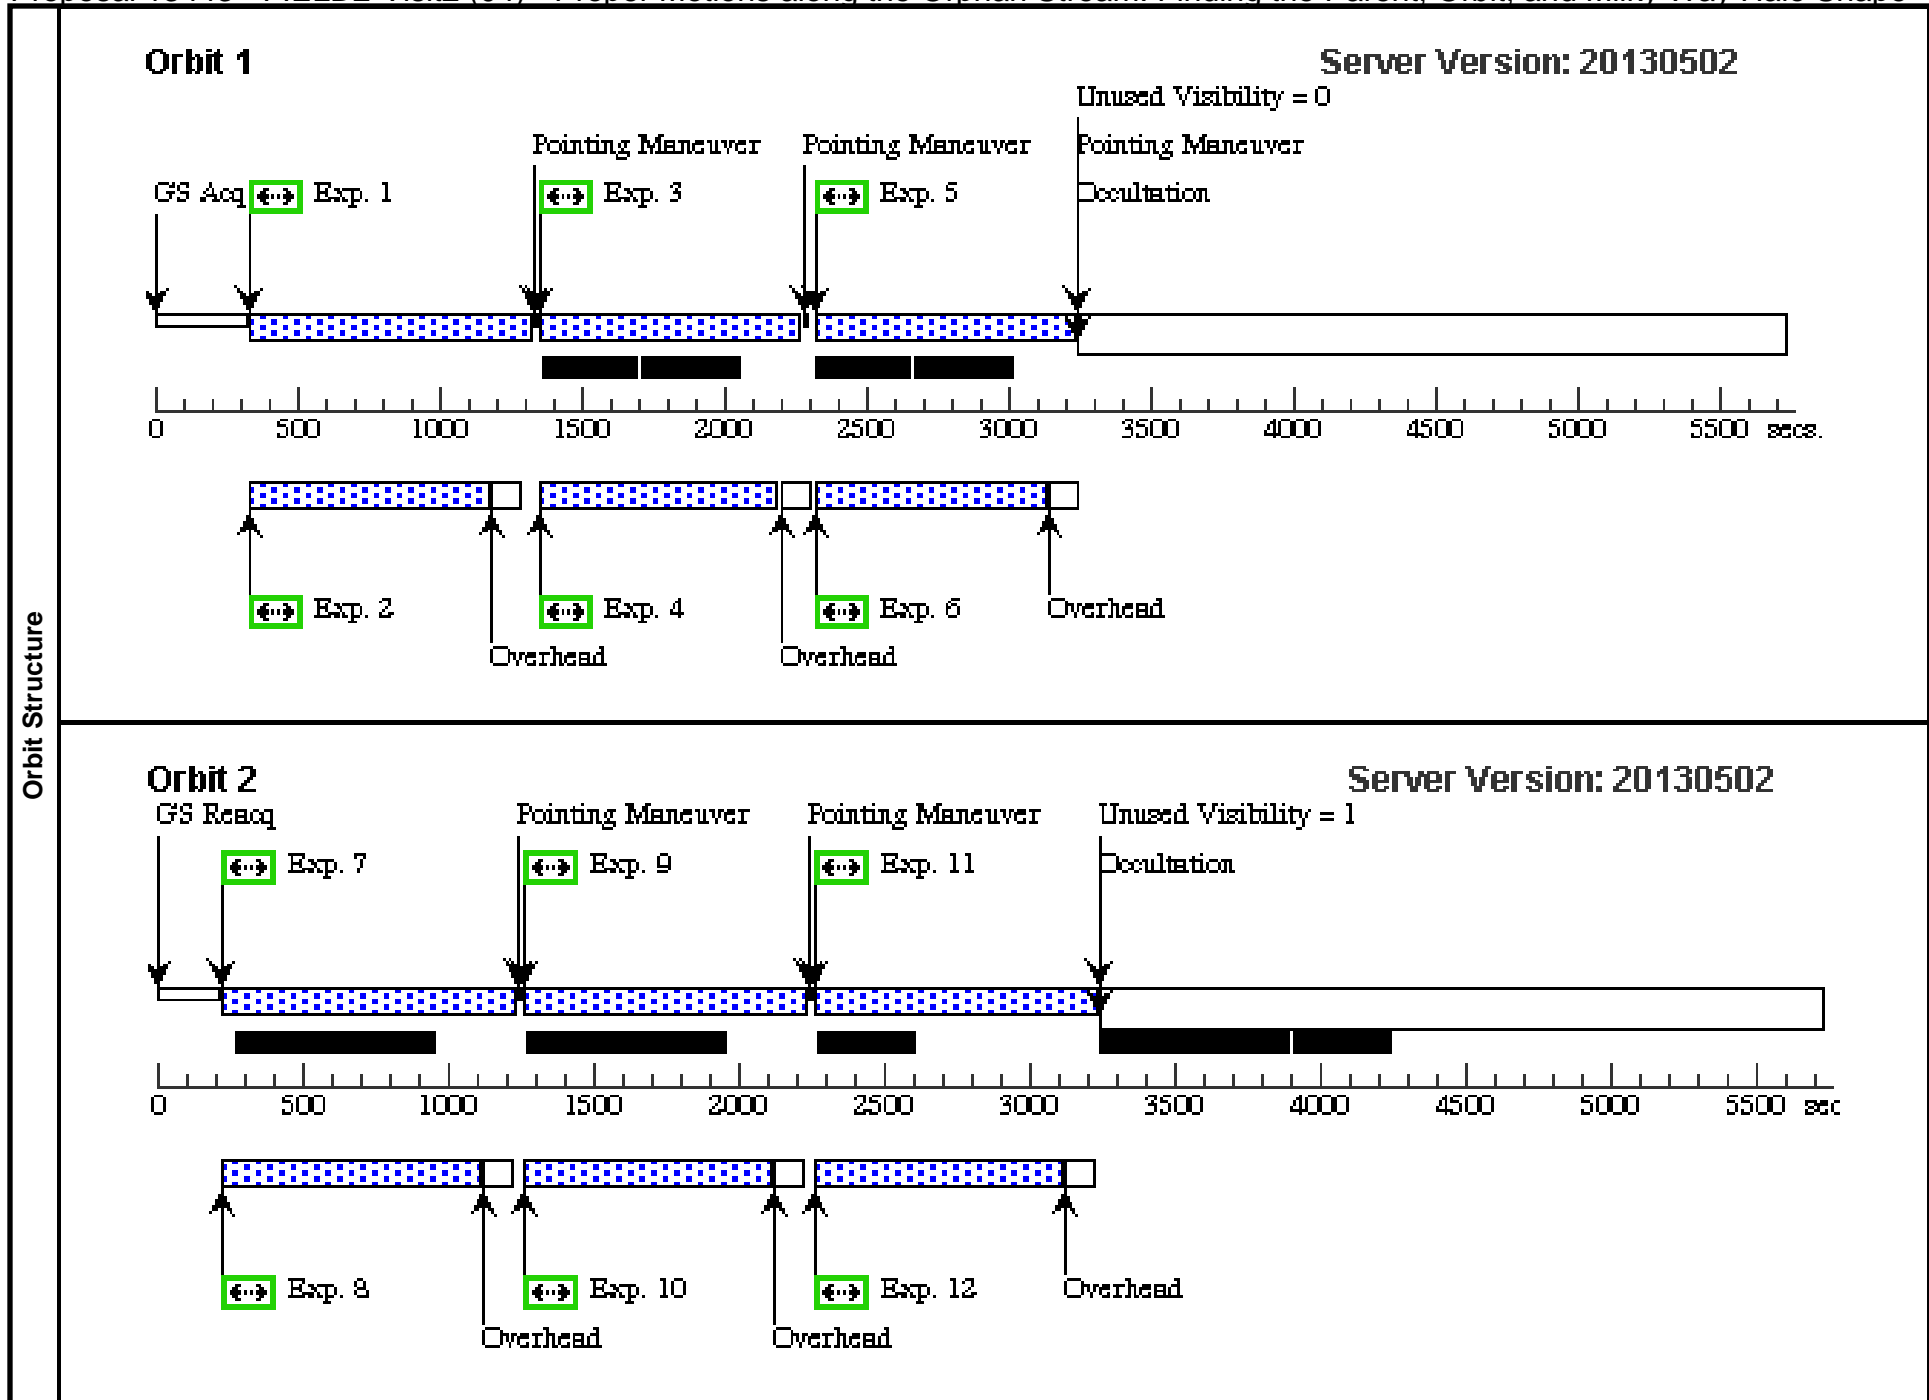 Orbit Structure
Orbit 1
Server Version: 20130502
Unused Visibility = 0
Pointing Maneuver Pointing Maneuver Pointing Maneuver
GS Acq Exp. 1 Exp. 3 Exp. 5 Occultation
0 500 1000 1500 2000 2500 3000 3500 4000 4500 5000 5500 secs.
Exp. 2 Exp. 4 Exp. 6 Overhead
Overhead Overhead
Orbit 2
Server Version: 20130502
GS Reacq Pointing Maneuver Pointing Maneuver Unused Visibility = 1
Exp. 7 Exp. 9 Exp. 11 Occultation
0 500 1000 1500 2000 2500 3000 3500 4000 4500 5000 5500 sec
Exp. 8 Exp. 10 Exp. 12 Overhead
Overhead Overhead